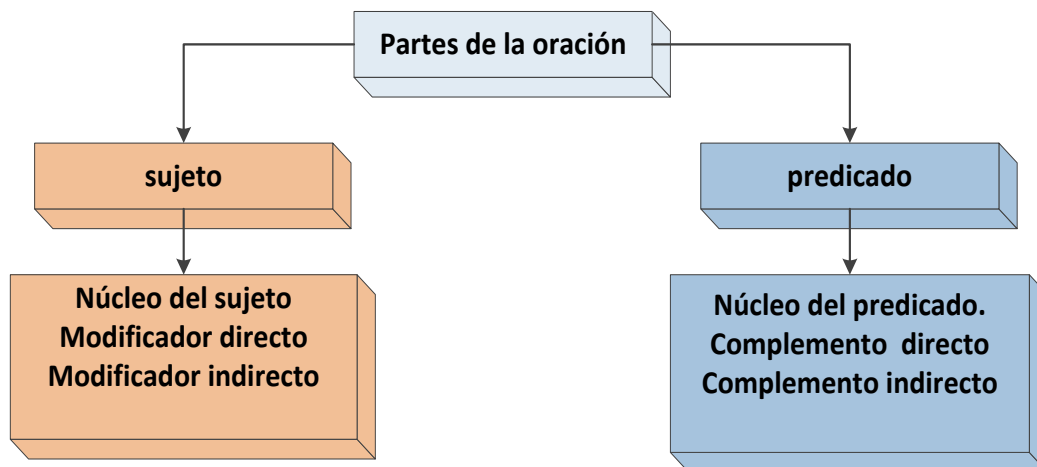 Partes de la oración
sujeto
predicado
Núcleo del sujeto
Modificador directo
Modificador indirecto
Núcleo del predicado.
Complemento directo
Complemento indirecto